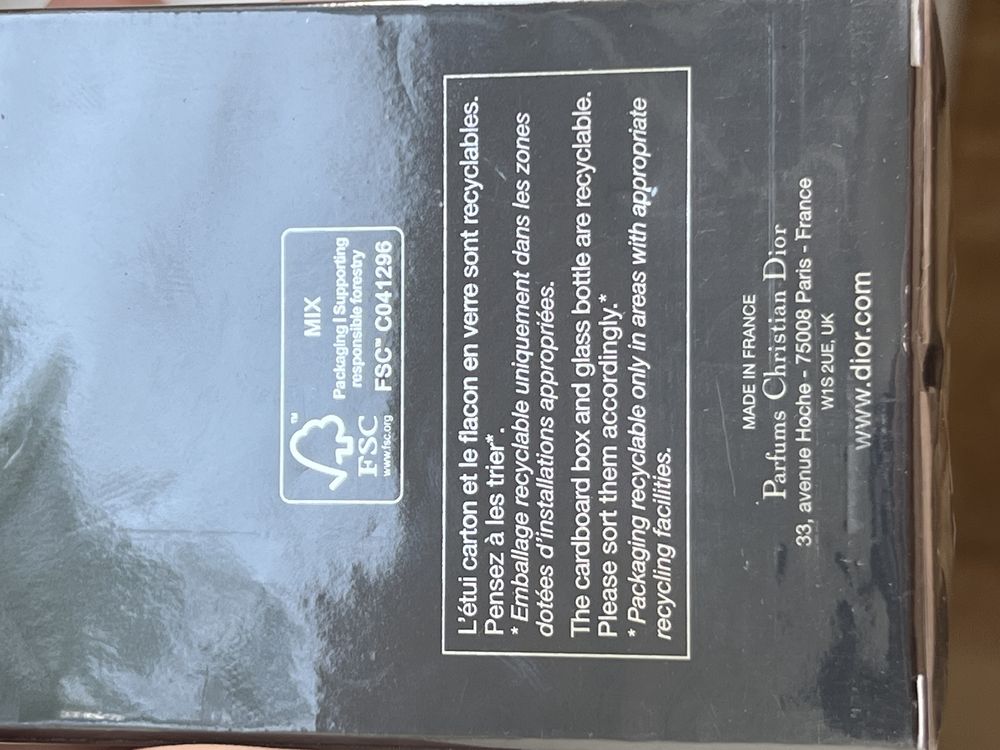 FSC™
www.fsc.org
MIX
Packaging | Supporting
responsible forestry
FSC™ C041296
L'étui carton et le flacon en verre sont recyclables.
Pensez à les trier*.
* Emballage recyclable uniquement dans les zones
dotées d'installations appropriées.
The cardboard box and glass bottle are recyclable.
Please sort them accordingly.*
* Packaging recyclable only in areas with appropriate
recycling facilities.
MADE IN FRANCE
Parfums Christian Dior
33, avenue Hoche - 75008 Paris - France
W1S 2UE, UK
www.dior.com